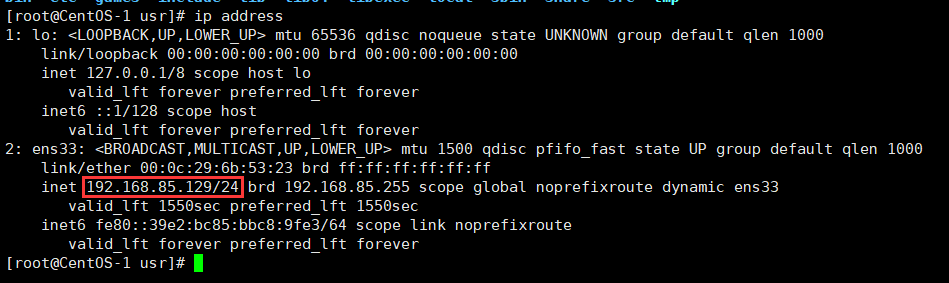 [root@CentOS-1 usr]# ip address
1: lo: <LOOPBACK,UP,LOWER_UP> mtu 65536 qdisc noqueue state UNKNOWN group default qlen 1000
    link/loopback 00:00:00:00:00:00 brd 00:00:00:00:00:00
    inet 127.0.0.1/8 scope host lo
       valid_lft forever preferred_lft forever
    inet6 ::1/128 scope host
       valid_lft forever preferred_lft forever
2: ens33: <BROADCAST,MULTICAST,UP,LOWER_UP> mtu 1500 qdisc pfifo_fast state UP group default qlen 1000
    link/ether 00:0c:29:6b:53:23 brd ff:ff:ff:ff:ff:ff
    inet 192.168.85.129/24 brd 192.168.85.255 scope global noprefixroute dynamic ens33
       valid_lft 1550sec preferred_lft 1550sec
    inet6 fe80::39e2:bc85:bbc8:9fe3/64 scope link noprefixroute
       valid_lft forever preferred_lft forever
[root@CentOS-1 usr]#